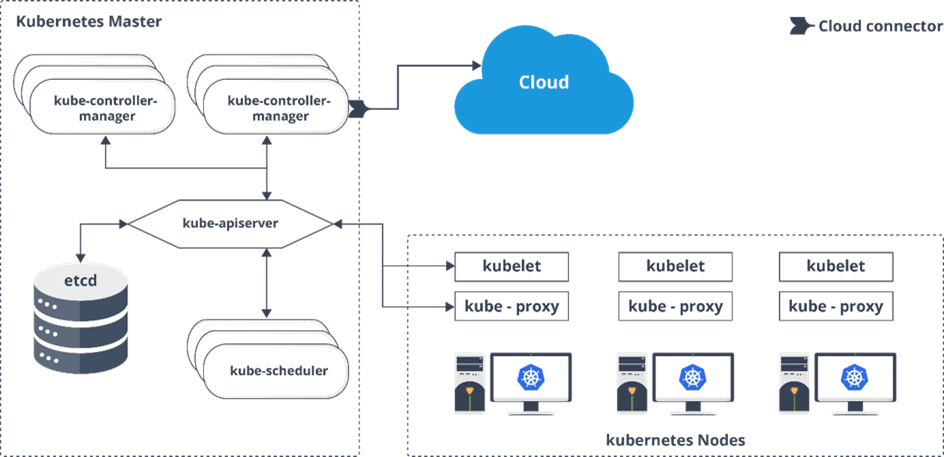 Kubernetes Master
Cloud connector
kube-controller-
manager
kube-controller-
manager
Cloud
kube-apiserver
etcd
kube-scheduler
kubelet
kubelet
kubelet
kube - proxy
kube - proxy
kube - proxy
kubernetes Nodes